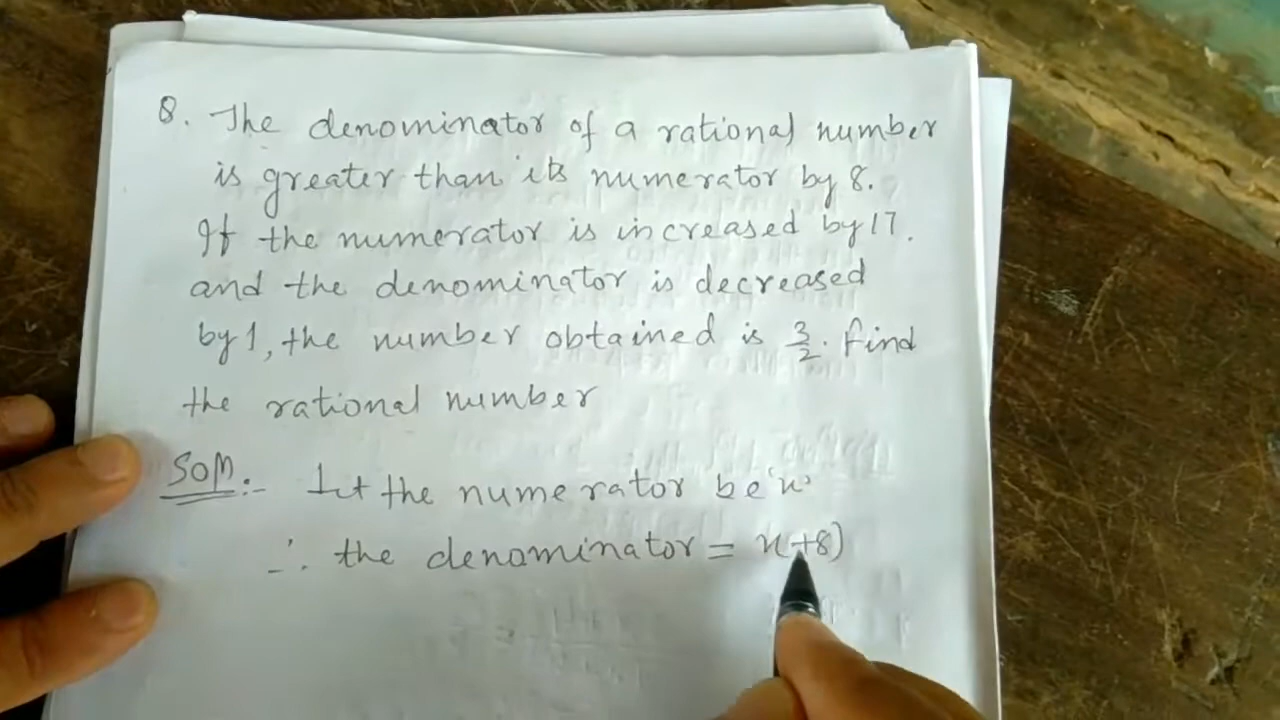 8. The denominator of a rational number
is greater than its numerator by 8.
If the numerator is increased by 17.
and the denominator is decreased
by 1, the number obtained is 3/2. find
the rational number
Soln:- Let the numerator be 'x'
∴ the denominator = x+8)